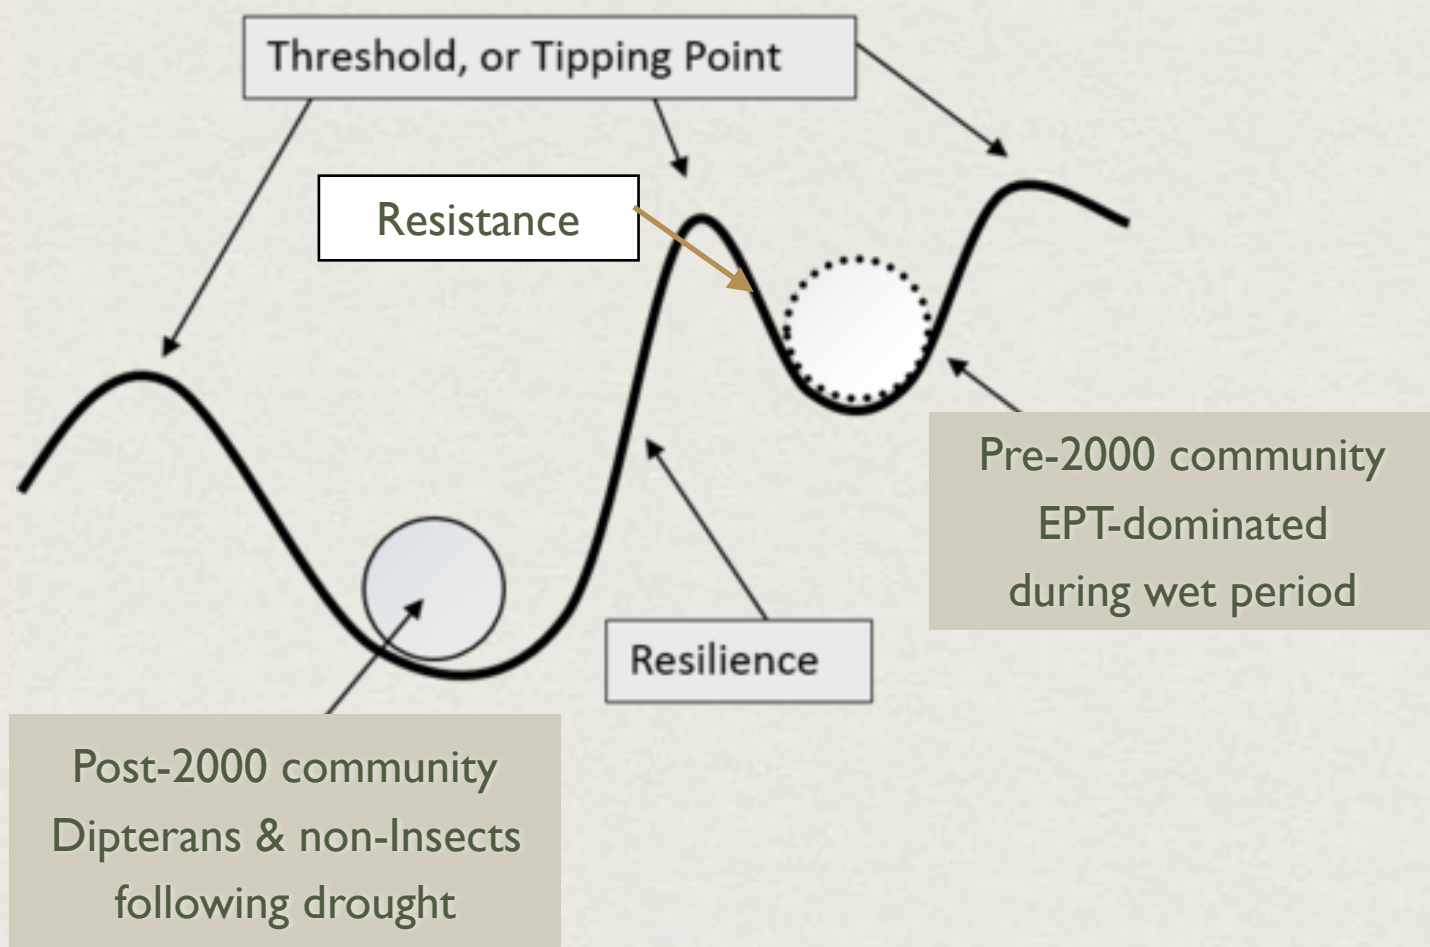 Threshold, or Tipping Point
Resistance
Pre-2000 community
EPT-dominated
during wet period
Resilience
Post-2000 community
Dipterans & non-Insects
following drought